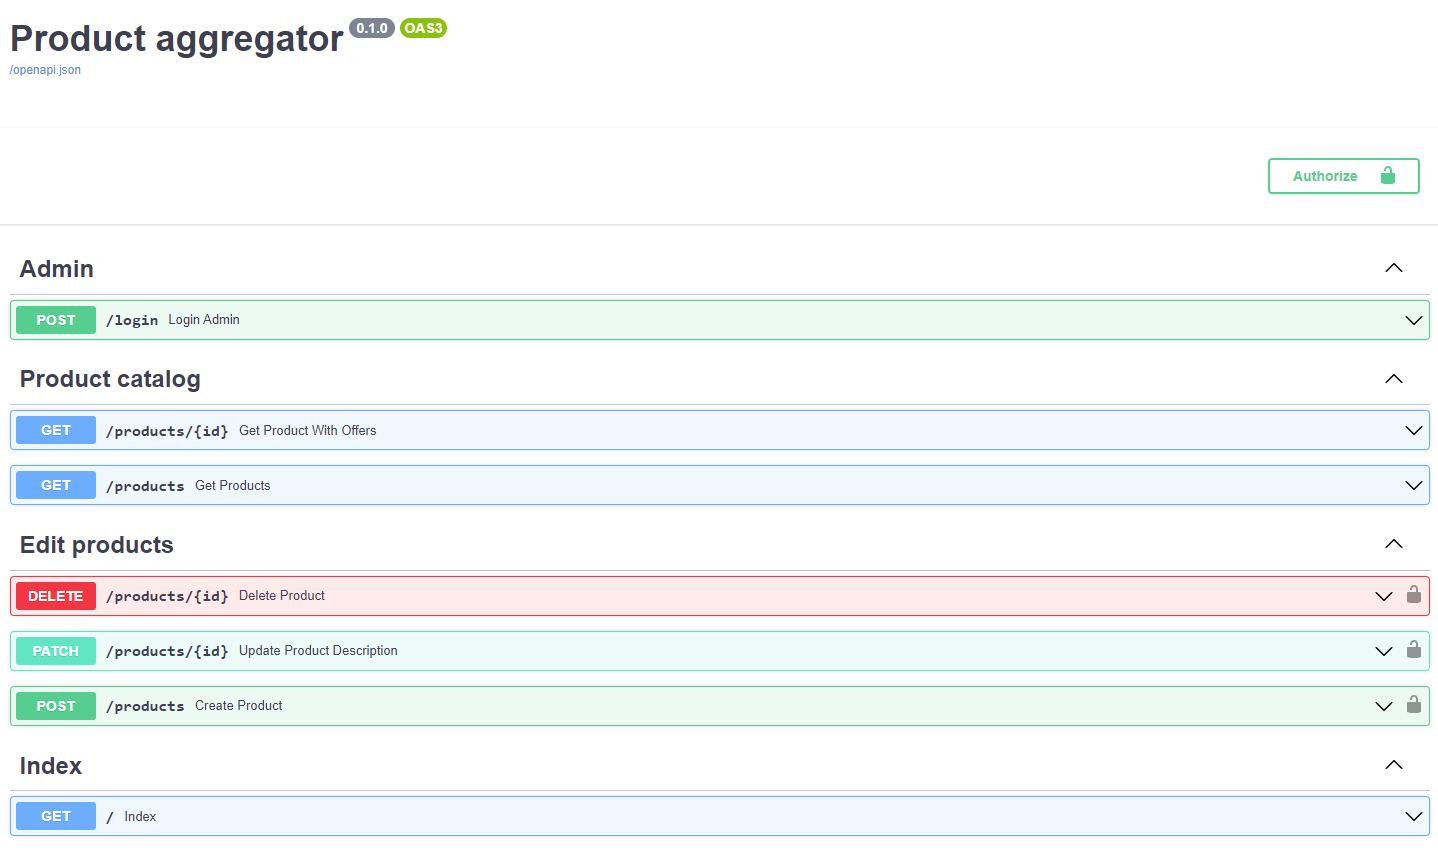 Product aggregator 0.1.0 OAS3
/openapi.json
Authorize
Admin
POST /login Login Admin
Product catalog
GET /products/{id} Get Product With Offers
GET /products Get Products
Edit products
DELETE /products/{id} Delete Product
PATCH /products/{id} Update Product Description
POST /products Create Product
Index
GET / Index